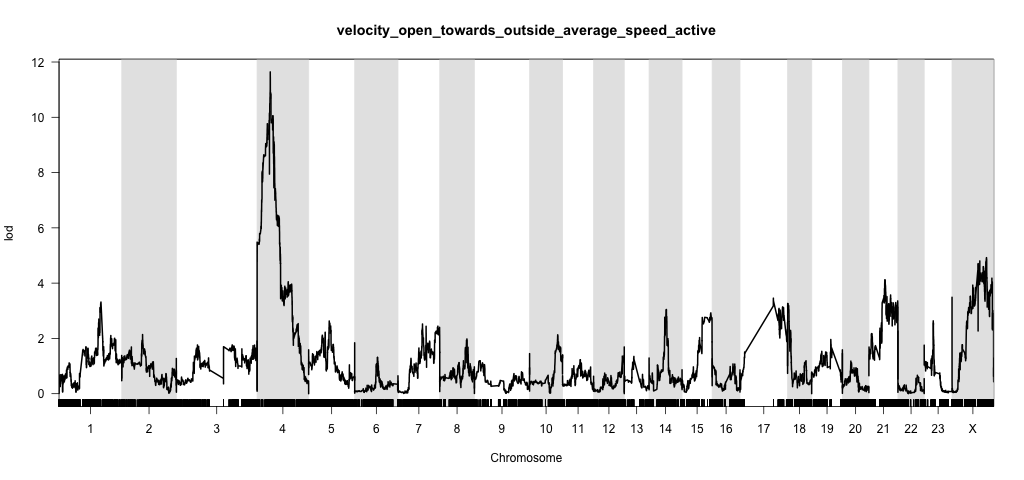 velocity_open_towards_outside_average_speed_active
12
10
8
6
4
2
0
lod
1 2 3 4 5 6 7 8 9 10 11 12 13 14 15 16 17 18 19 20 21 22 23 X
Chromosome